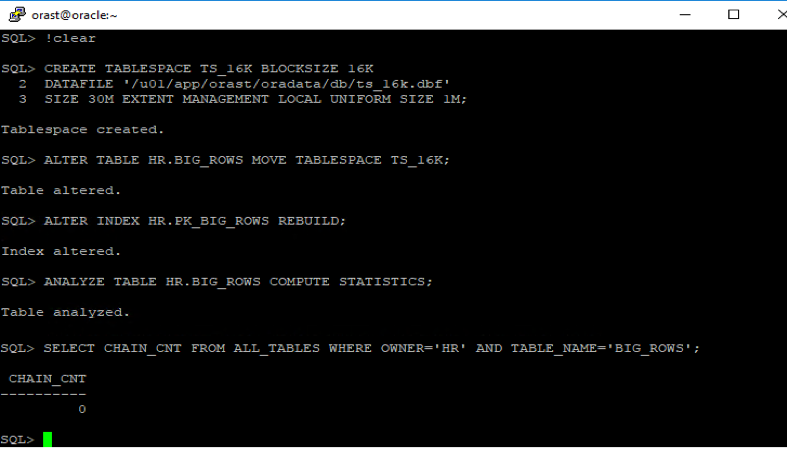 orast@oracle:~
SQL> !clear
SQL> CREATE TABLESPACE TS_16K BLOCKSIZE 16K
2 DATAFILE '/u01/app/orast/oradata/db/ts_16k.dbf'
3 SIZE 30M EXTENT MANAGEMENT LOCAL UNIFORM SIZE 1M;
Tablespace created.
SQL> ALTER TABLE HR.BIG_ROWS MOVE TABLESPACE TS_16K;
Table altered.
SQL> ALTER INDEX HR.PK_BIG_ROWS REBUILD;
Index altered.
SQL> ANALYZE TABLE HR.BIG_ROWS COMPUTE STATISTICS;
Table analyzed.
SQL> SELECT CHAIN_CNT FROM ALL_TABLES WHERE OWNER='HR' AND TABLE_NAME='BIG_ROWS';
CHAIN_CNT
----------
0
SQL>